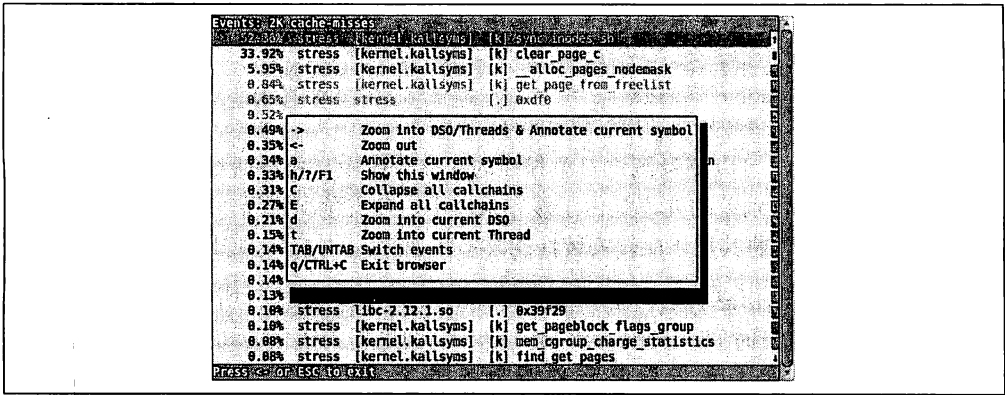 Events: 2K cache-misses
52.36% stress [kernel.kallsyms] [k] sync_inodes_sb
33.92% stress [kernel.kallsyms] [k] clear_page_c
5.95% stress [kernel.kallsyms] [k] __alloc_pages_nodemask
0.84% stress [kernel.kallsyms] [k] get_page_from_freelist
0.65% stress stress [.] 0xdf0
0.52%
0.49% -> Zoom into DSO/Threads & Annotate current symbol
0.35% <- Zoom out
0.34% a Annotate current symbol n
0.33% h/?/F1 Show this window
0.31% C Collapse all callchains
0.27% E Expand all callchains
0.21% d Zoom into current DSO
0.15% t Zoom into current Thread
0.14% TAB/UNTAB Switch events
0.14% q/CTRL+C Exit browser
0.14%
0.13%
0.10% stress libc-2.12.1.so [.] 0x39f29
0.10% stress [kernel.kallsyms] [k] get_pageblock_flags_group
0.08% stress [kernel.kallsyms] [k] mem_cgroup_charge_statistics
0.08% stress [kernel.kallsyms] [k] find_get_pages
Press <- or ESC to exit